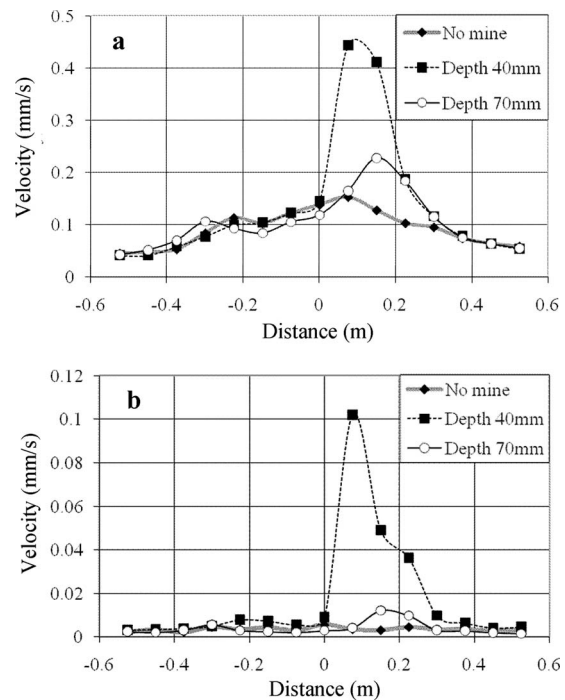 a
No mine
Depth 40mm
Depth 70mm
0.5
0.4
0.3
0.2
0.1
0
Velocity (mm/s)
-0.6 -0.4 -0.2 0 0.2 0.4 0.6
Distance (m)
b
No mine
Depth 40mm
Depth 70mm
0.12
0.1
0.08
0.06
0.04
0.02
0
Velocity (mm/s)
-0.6 -0.4 -0.2 0 0.2 0.4 0.6
Distance (m)